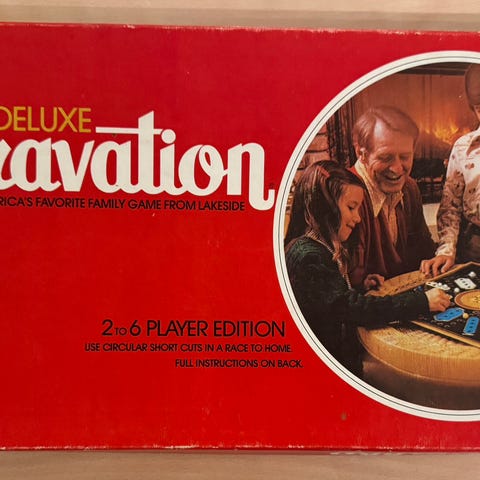 DELUXE
ravation
RICA'S FAVORITE FAMILY GAME FROM LAKESIDE
2 TO 6 PLAYER EDITION
USE CIRCULAR SHORT CUTS IN A RACE TO HOME.
FULL INSTRUCTIONS ON BACK.